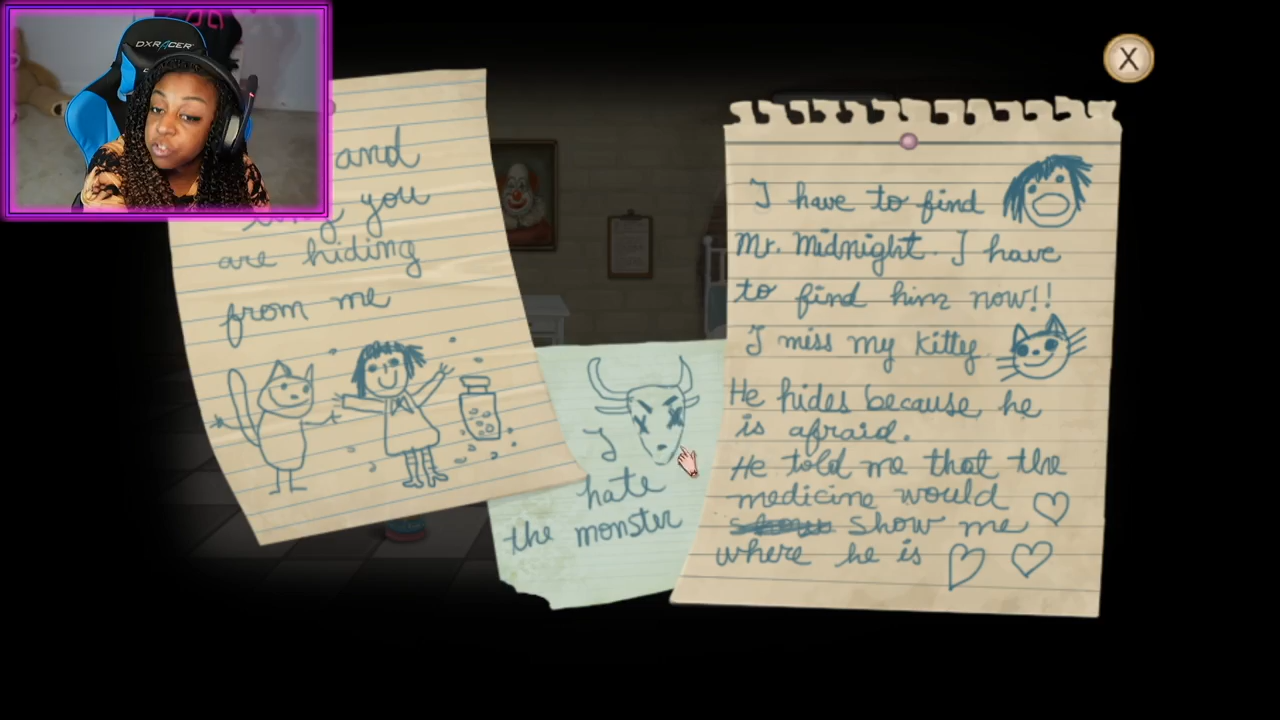 DXRACER
and
you
are hiding
from me
I
hate
the monster
I have to find
Mr. Midnight. I have
to find him now!!
I miss my kitty.
He hides because he
is afraid.
He told me that the
medicine would
show me
where he is
X